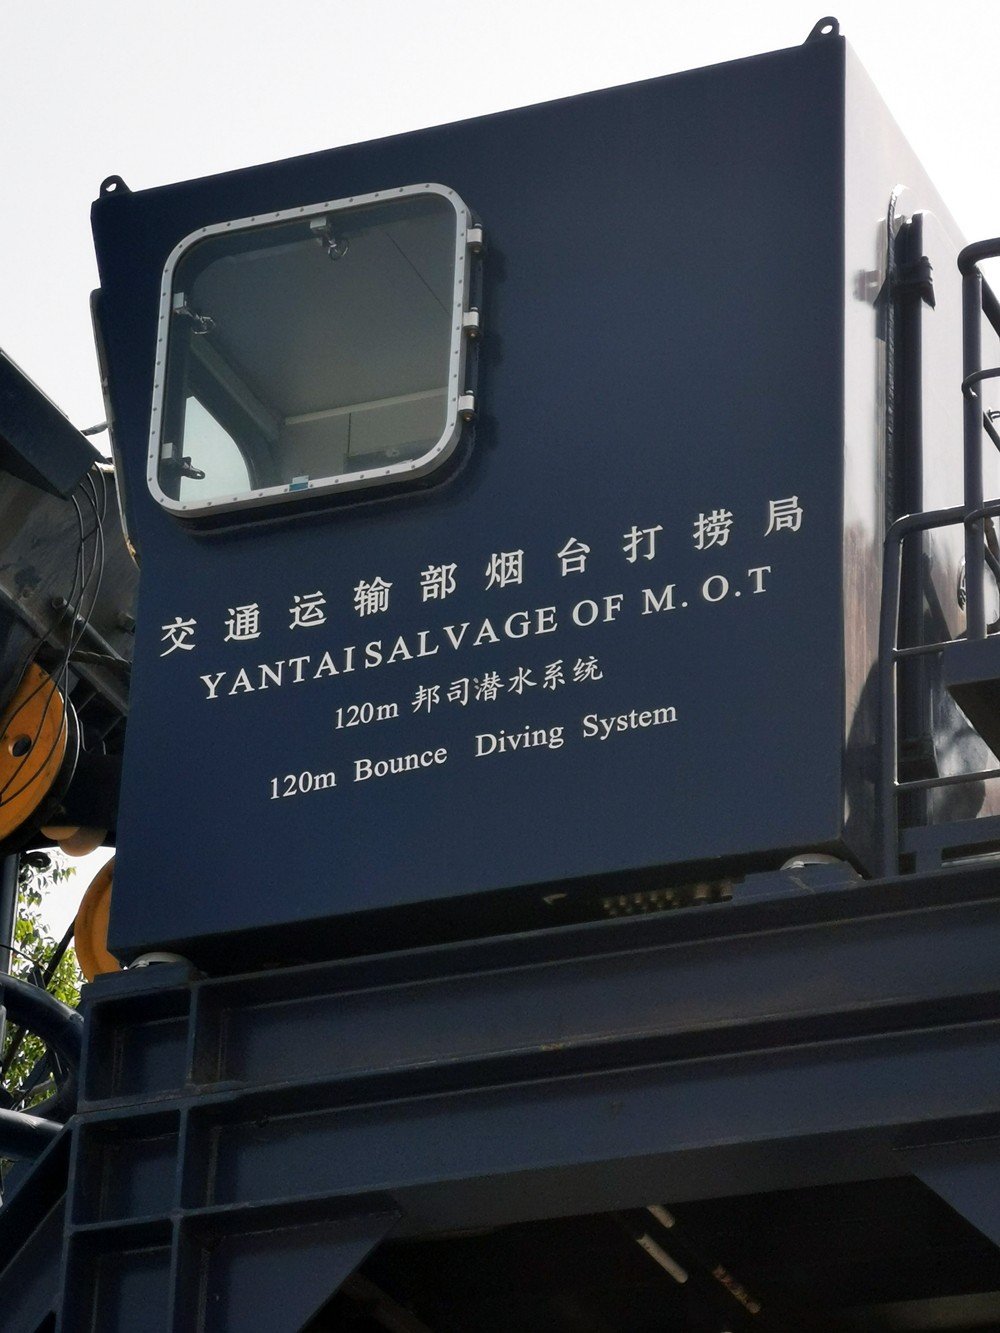 交通运输部烟台打捞局
YANTAI SALVAGE OF M. O. T
120m 邦司潜水系统
120m Bounce Diving System